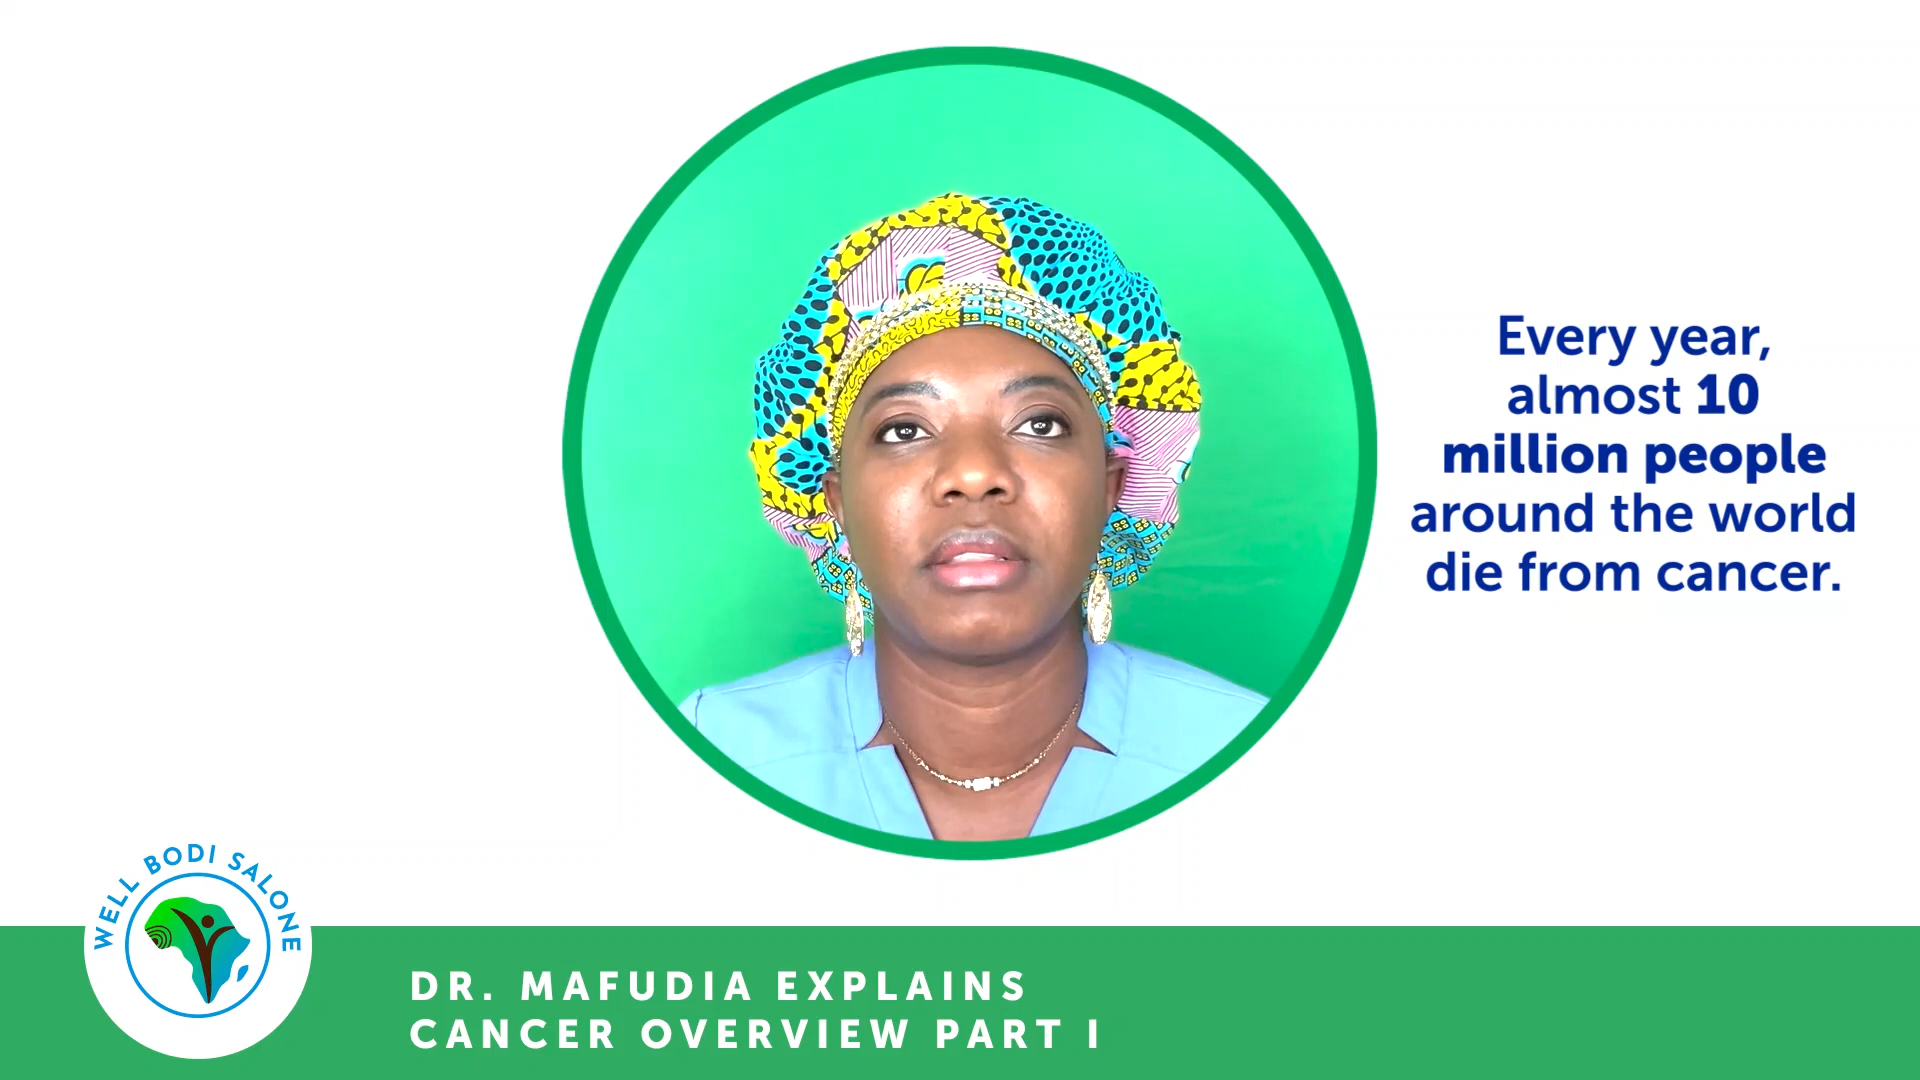 Every year,
almost 10
million people
around the world
die from cancer.
WELL BODI SALONE
DR. MAFUDIA EXPLAINS
CANCER OVERVIEW PART I